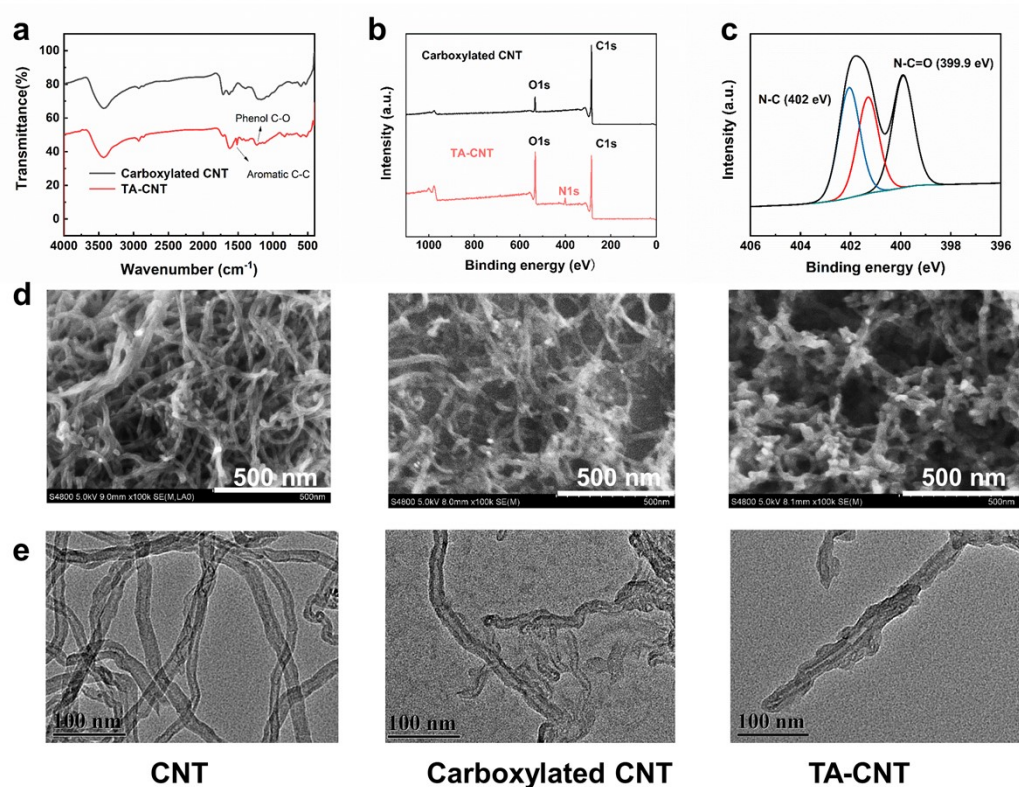 a
Transmittance(%)
100
80
60
40
20
0
Phenol C-O
Carboxylated CNT
TA-CNT
Aromatic C-C
4000 3500 3000 2500 2000 1500 1000 500
Wavenumber (cm⁻¹)
b
Intensity (a.u.)
Carboxylated CNT
C1s
O1s
TA-CNT
O1s
C1s
N1s
1000 800 600 400 200 0
Binding energy (eV)
c
Intensity (a.u.)
N-C=O (399.9 eV)
N-C (402 eV)
406 404 402 400 398 396
Binding energy (eV)
d
500 nm
S4800 5.0kV 9.0mm x100k SE(M,LA0) 500nm
500 nm
S4800 5.0kV 8.0mm x100k SE(M) 500nm
500 nm
S4800 5.0kV 8.1mm x100k SE(M) 500nm
e
100 nm
100 nm
100 nm
CNT
Carboxylated CNT
TA-CNT